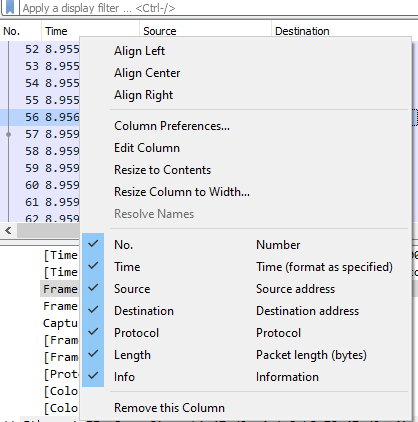 Apply a display filter ... <Ctrl-/>
No. Time Source Destination
52 8.955
53 8.955
54 8.955
55 8.955
56 8.956
57 8.959
58 8.959
59 8.959
60 8.959
61 8.959
62 8.959
Align Left
Align Center
Align Right
Column Preferences...
Edit Column
Resize to Contents
Resize Column to Width...
Resolve Names
No. Number
Time Time (format as specified)
Source Source address
Destination Destination address
Protocol Protocol
Length Packet length (bytes)
Info Information
Remove this Column
[Time
[Time
Frame
Frame
Captu
[Fram
[Fram
[Proto
[Colo
[Colo